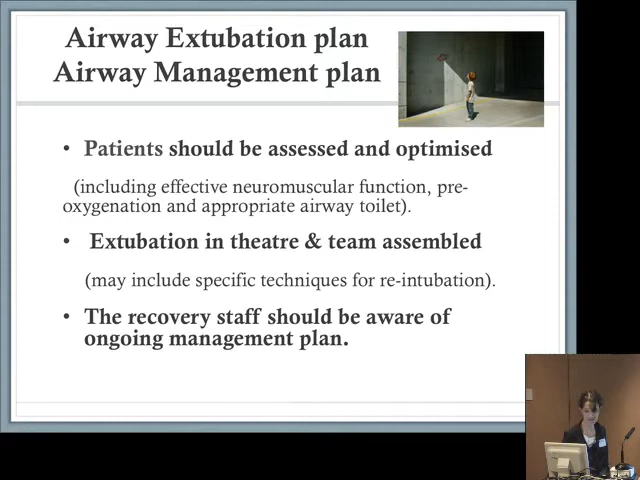 Airway Extubation plan
Airway Management plan
• Patients should be assessed and optimised
(including effective neuromuscular function, pre-
oxygenation and appropriate airway toilet).
• Extubation in theatre & team assembled
(may include specific techniques for re-intubation).
• The recovery staff should be aware of
ongoing management plan.